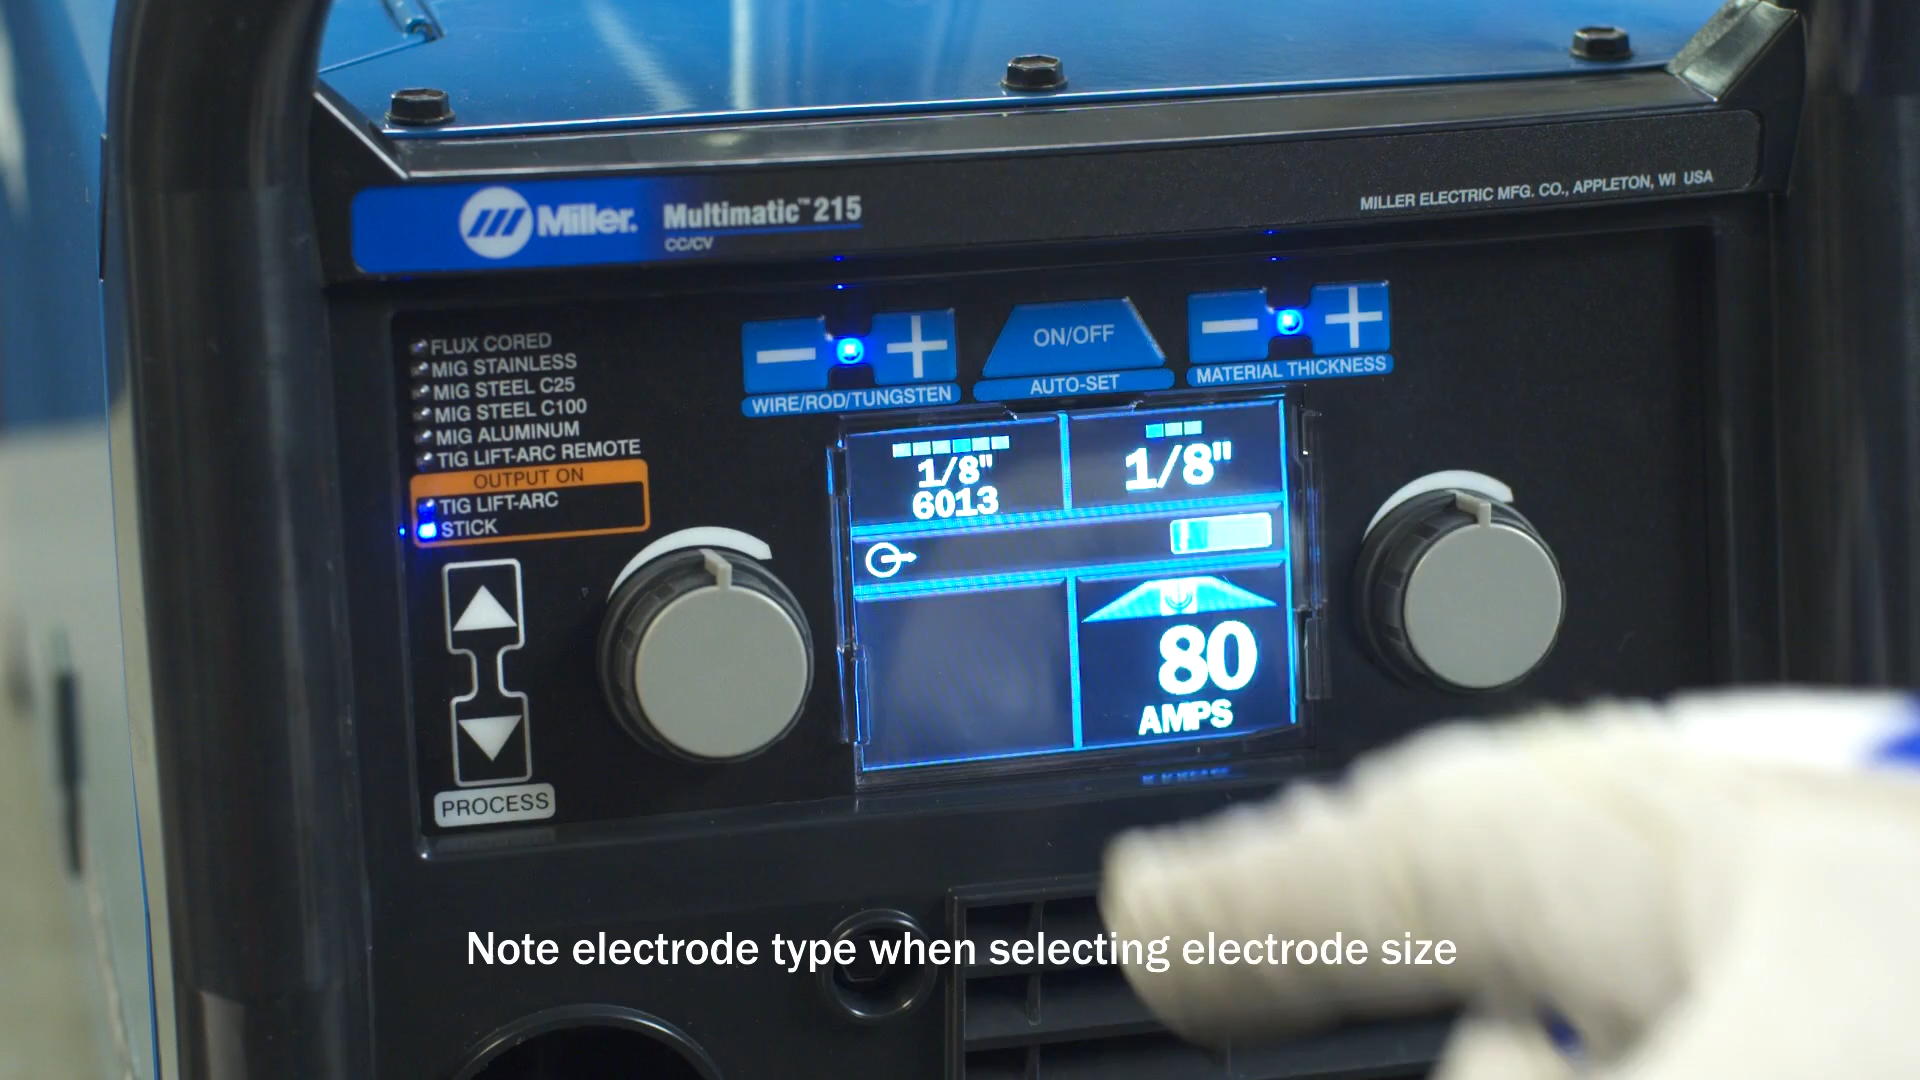 Miller. Multimatic™ 215
CC/CV
MILLER ELECTRIC MFG. CO., APPLETON, WI USA
FLUX CORED
MIG STAINLESS
MIG STEEL C25
MIG STEEL C100
MIG ALUMINUM
TIG LIFT-ARC REMOTE
OUTPUT ON
TIG LIFT-ARC
STICK
PROCESS
WIRE/ROD/TUNGSTEN
ON/OFF
AUTO-SET
MATERIAL THICKNESS
1/8"
6013
1/8"
80
AMPS
Note electrode type when selecting electrode size